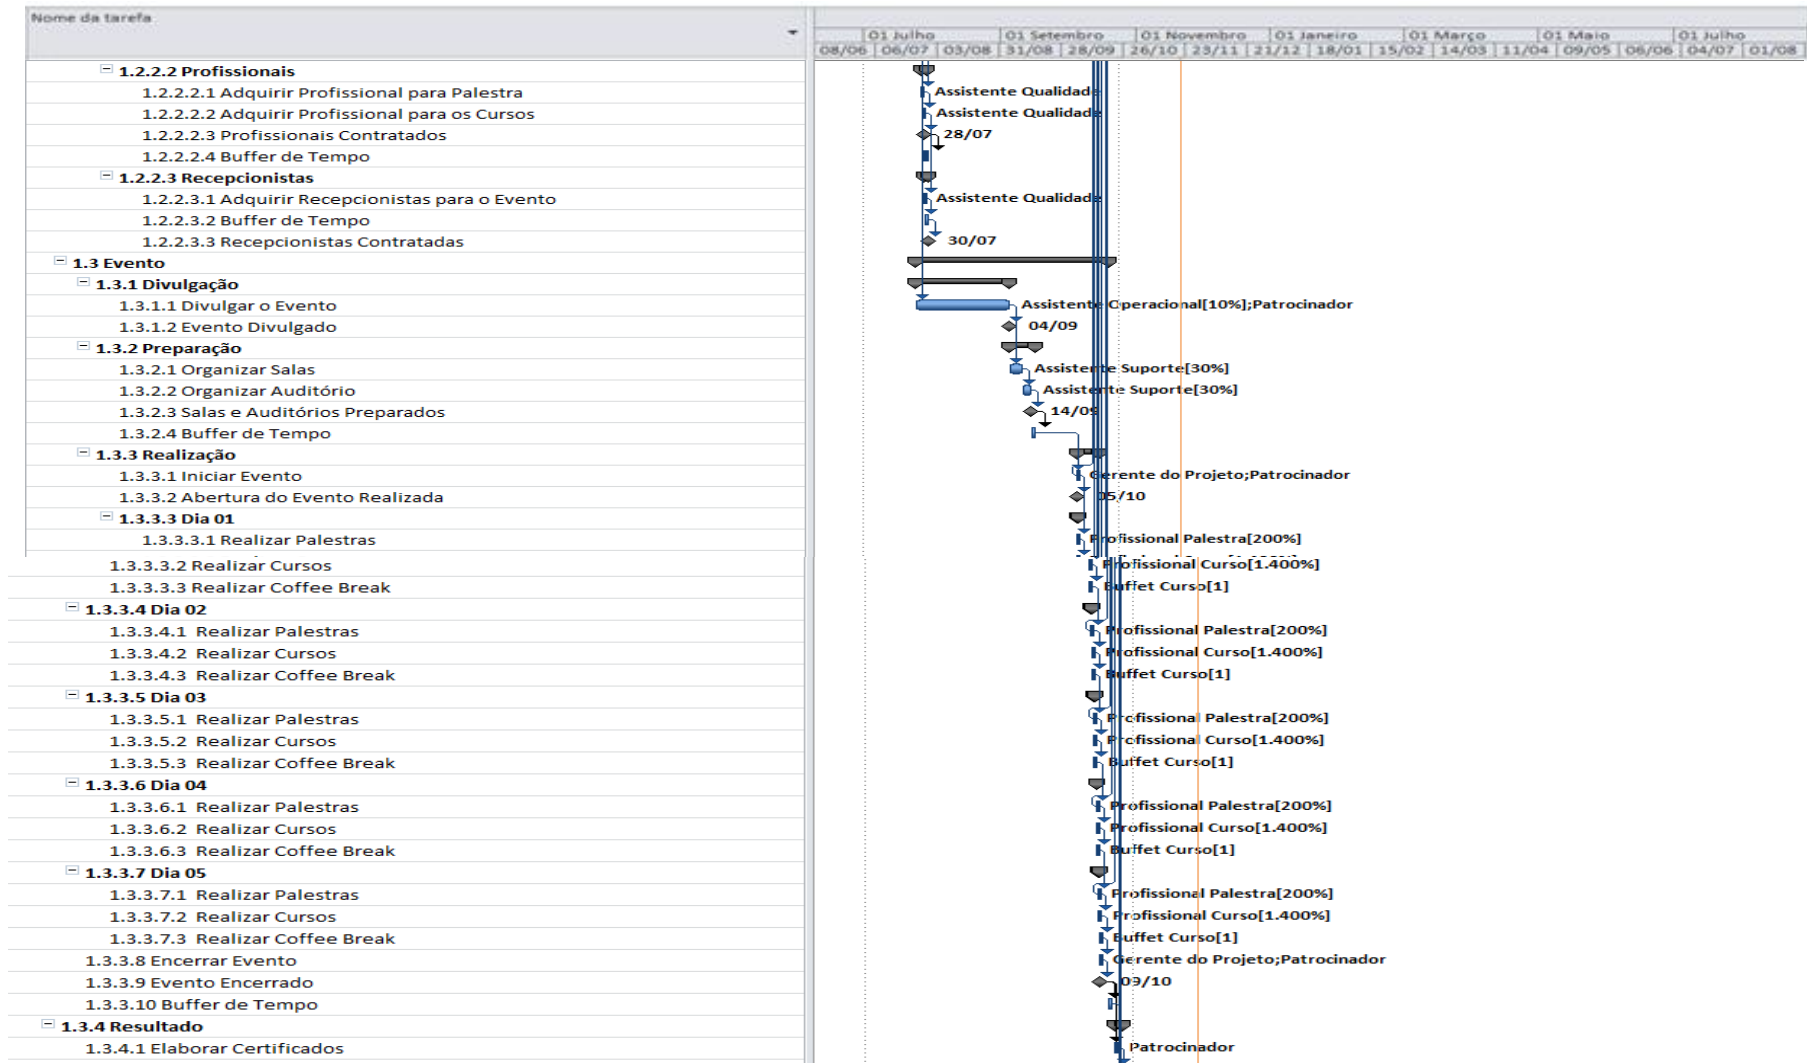 Nome da tarefa
01 Julho 01 Setembro 01 Novembro 01 Janeiro 01 Março 01 Maio 01 Julho
08/06 06/07 03/08 31/08 28/09 26/10 23/11 21/12 18/01 15/02 14/03 11/04 09/05 06/06 04/07 01/08
1.2.2.2 Profissionais
1.2.2.2.1 Adquirir Profissional para Palestra Assistente Qualidade
1.2.2.2.2 Adquirir Profissional para os Cursos Assistente Qualidade
1.2.2.2.3 Profissionais Contratados 28/07
1.2.2.2.4 Buffer de Tempo
1.2.2.3 Recepcionistas
1.2.2.3.1 Adquirir Recepcionistas para o Evento Assistente Qualidade
1.2.2.3.2 Buffer de Tempo
1.2.2.3.3 Recepcionistas Contratadas 30/07
1.3 Evento
1.3.1 Divulgação
1.3.1.1 Divulgar o Evento Assistente Operacional[10%];Patrocinador
1.3.1.2 Evento Divulgado 04/09
1.3.2 Preparação
1.3.2.1 Organizar Salas Assistente Suporte[30%]
1.3.2.2 Organizar Auditório Assistente Suporte[30%]
1.3.2.3 Salas e Auditórios Preparados 14/09
1.3.2.4 Buffer de Tempo
1.3.3 Realização
1.3.3.1 Iniciar Evento Gerente do Projeto;Patrocinador
1.3.3.2 Abertura do Evento Realizada 05/10
1.3.3.3 Dia 01
1.3.3.3.1 Realizar Palestras Profissional Palestra[200%]
1.3.3.3.2 Realizar Cursos Profissional Curso[1.400%]
1.3.3.3.3 Realizar Coffee Break Buffet Curso[1]
1.3.3.4 Dia 02
1.3.3.4.1 Realizar Palestras Profissional Palestra[200%]
1.3.3.4.2 Realizar Cursos Profissional Curso[1.400%]
1.3.3.4.3 Realizar Coffee Break Buffet Curso[1]
1.3.3.5 Dia 03
1.3.3.5.1 Realizar Palestras Profissional Palestra[200%]
1.3.3.5.2 Realizar Cursos Profissional Curso[1.400%]
1.3.3.5.3 Realizar Coffee Break Buffet Curso[1]
1.3.3.6 Dia 04
1.3.3.6.1 Realizar Palestras Profissional Palestra[200%]
1.3.3.6.2 Realizar Cursos Profissional Curso[1.400%]
1.3.3.6.3 Realizar Coffee Break Buffet Curso[1]
1.3.3.7 Dia 05
1.3.3.7.1 Realizar Palestras Profissional Palestra[200%]
1.3.3.7.2 Realizar Cursos Profissional Curso[1.400%]
1.3.3.7.3 Realizar Coffee Break Buffet Curso[1]
1.3.3.8 Encerrar Evento Gerente do Projeto;Patrocinador
1.3.3.9 Evento Encerrado 09/10
1.3.3.10 Buffer de Tempo
1.3.4 Resultado
1.3.4.1 Elaborar Certificados Patrocinador